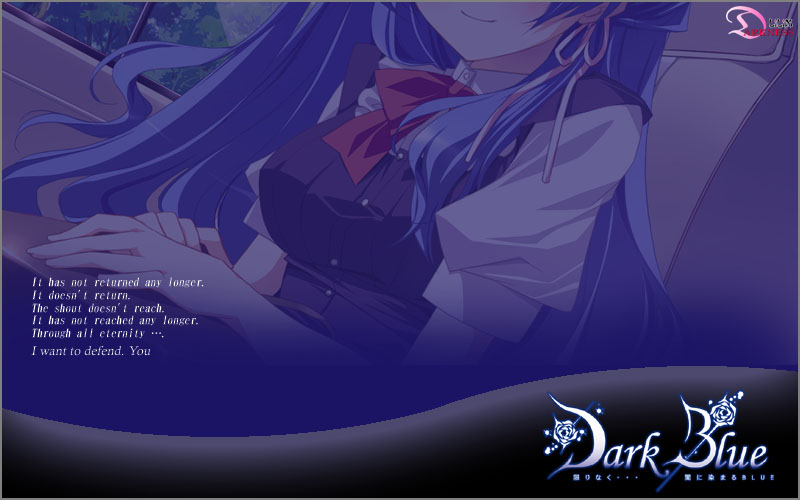 It has not returned any longer.
It doesn't return.
The shout doesn't reach.
It has not reached any longer.
Through all eternity ….
I want to defend. You
Dark Blue
限りなく・・・ 闇に染まるBLUE